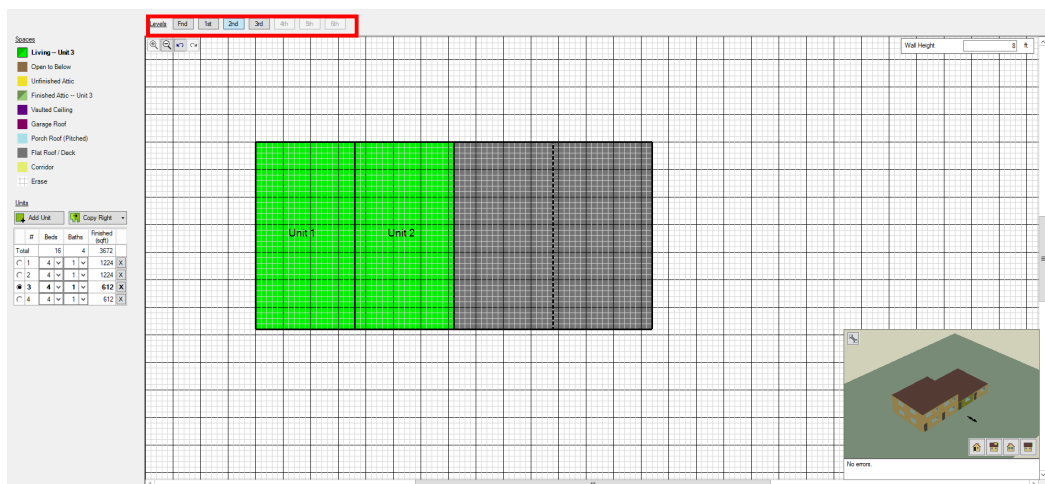 Levels Fnd 1st 2nd 3rd 4th 5th 6th
Spaces
Living -- Unit 3
Open to Below
Unfinished Attic
Finished Attic -- Unit 3
Vaulted Ceiling
Garage Roof
Porch Roof (Pitched)
Flat Roof / Deck
Corridor
Erase
Units
Add Unit Copy Right
# Beds Baths Finished
(sqft)
Total 16 4 3672
1 4 1 1224 X
2 4 1 1224 X
3 4 1 612 X
4 4 1 612 X
Wall Height 8 ft
Unit 1 Unit 2
No errors.